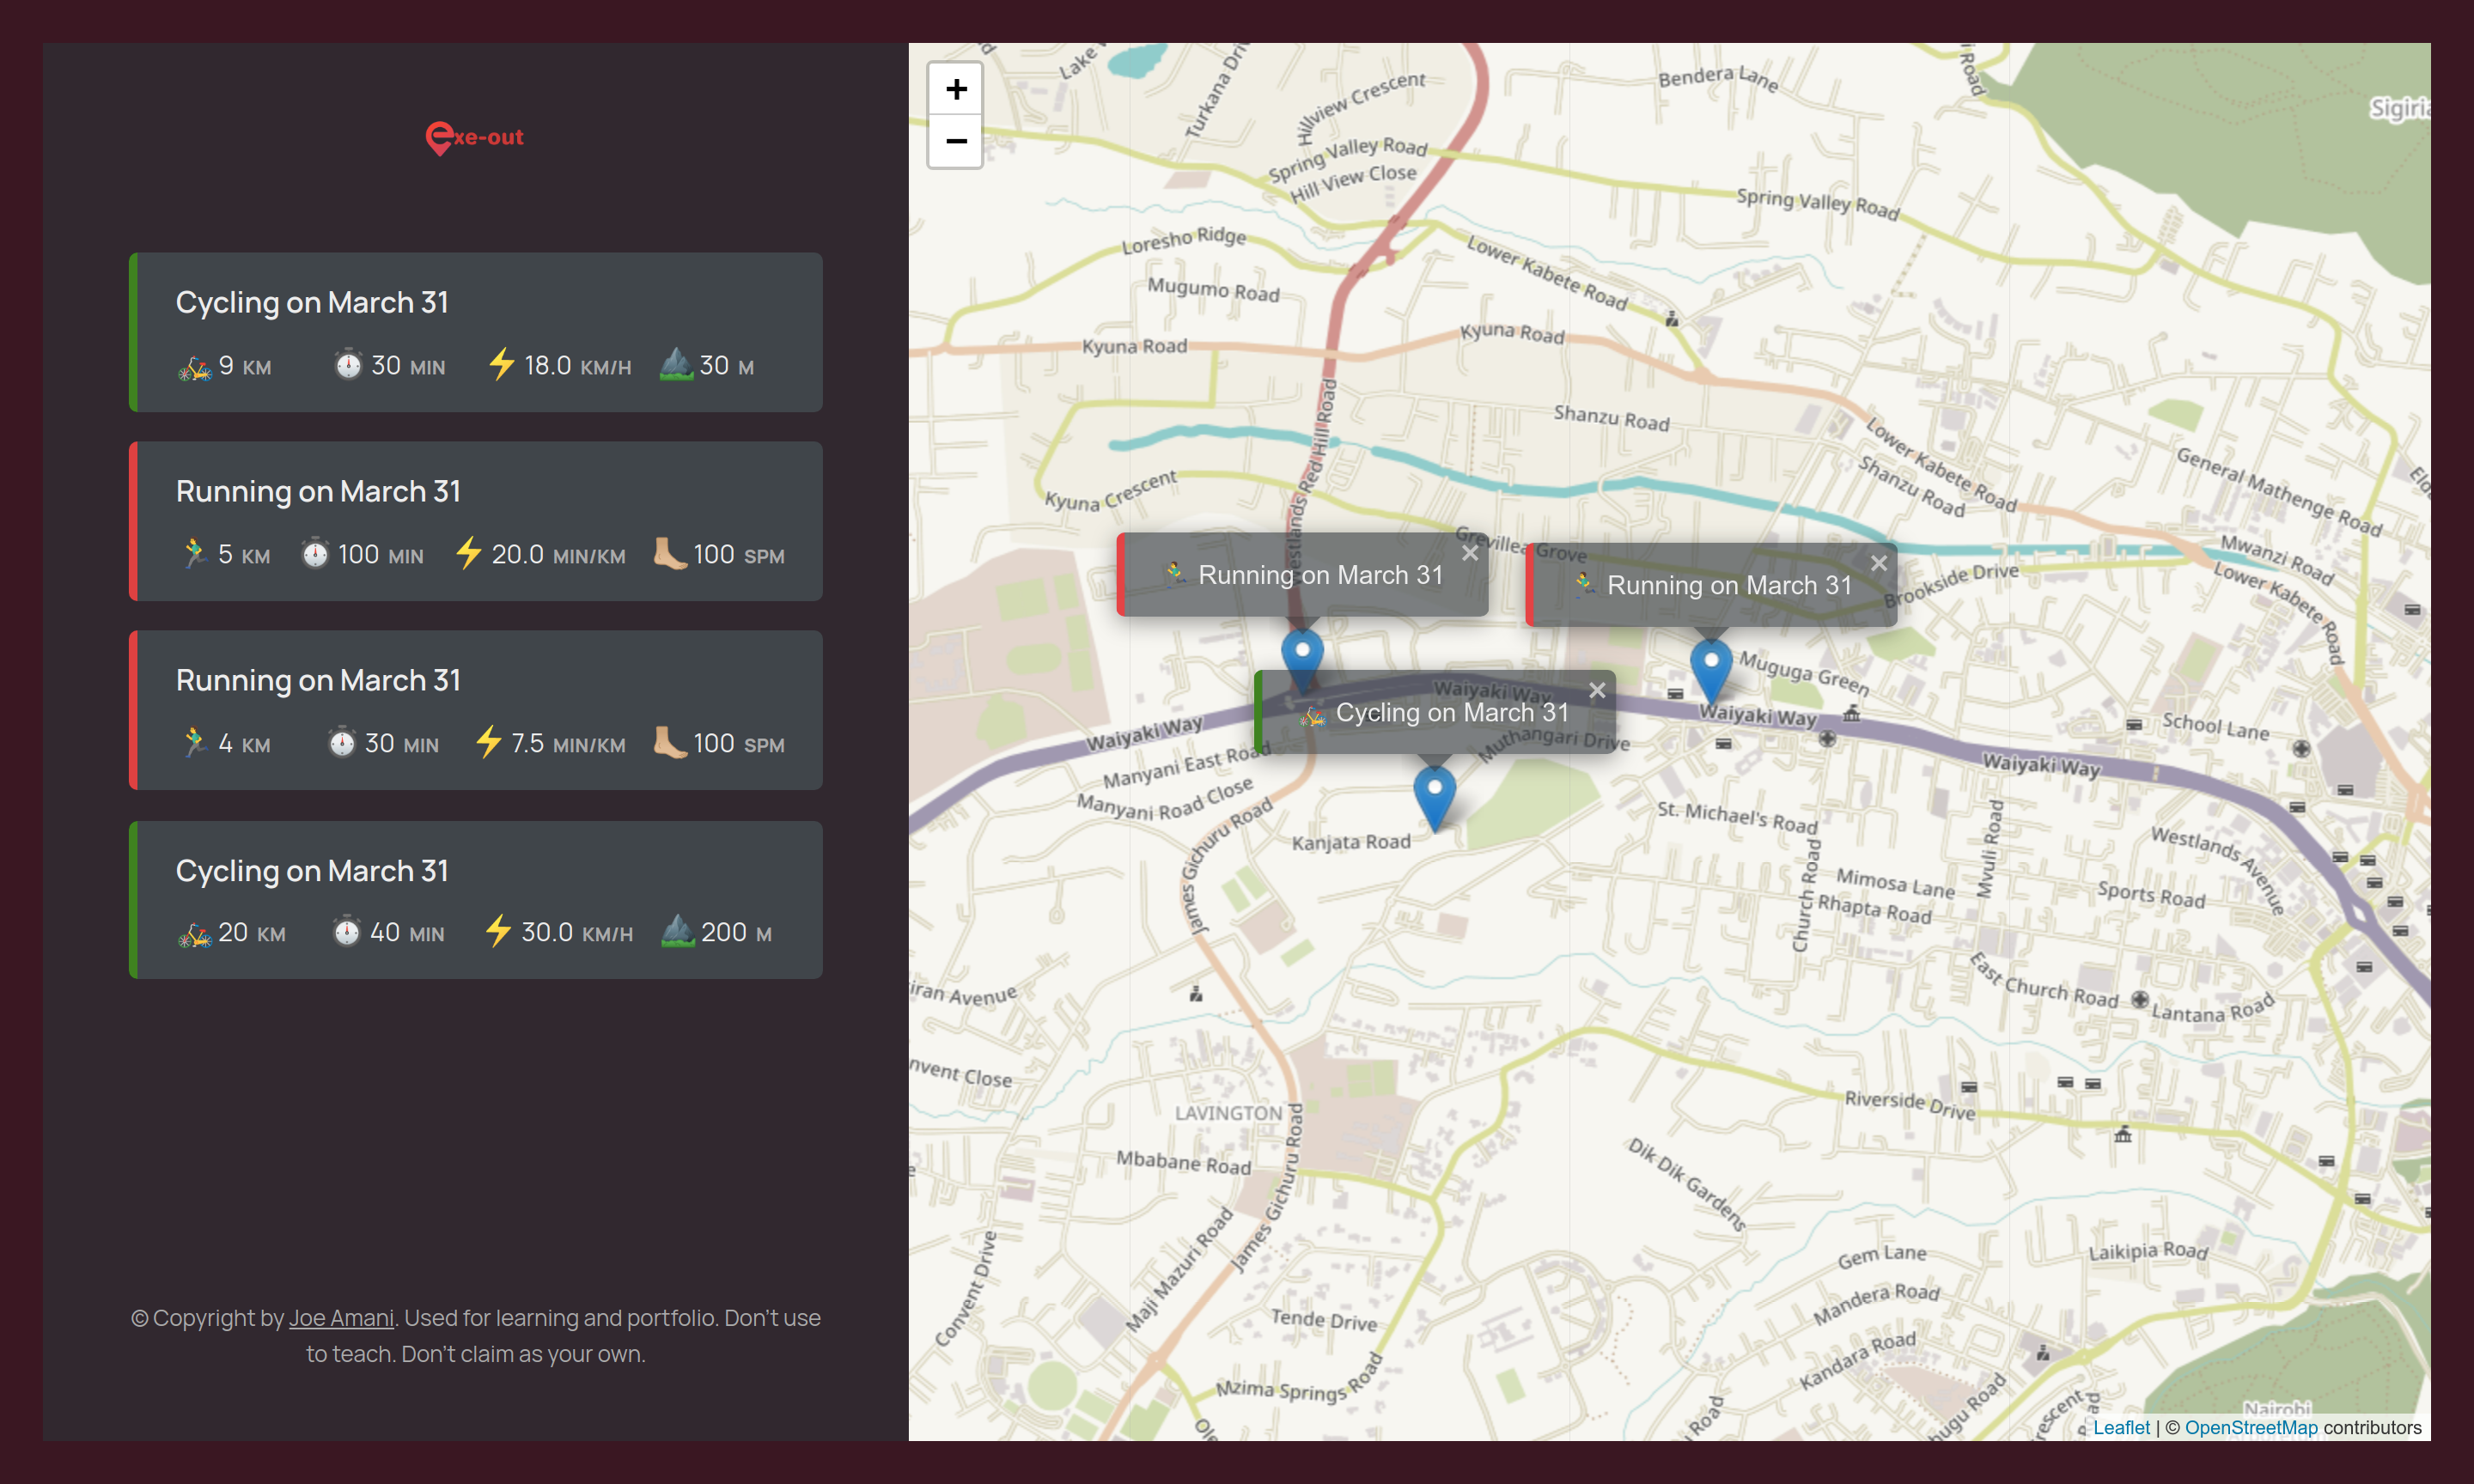 exe-out
Cycling on March 31
9 KM 30 MIN 18.0 KM/H 30 M
Running on March 31
5 KM 100 MIN 20.0 MIN/KM 100 SPM
Running on March 31
4 KM 30 MIN 7.5 MIN/KM 100 SPM
Cycling on March 31
20 KM 40 MIN 30.0 KM/H 200 M
© Copyright by Joe Amani. Used for learning and portfolio. Don't use
to teach. Don't claim as your own.
+
−
Turkana
Hillview Crescent
Bendera Lane
Spring Valley Road
Hill View Close
Spring Valley Road
Loresho Ridge
Lower Kabete Road
Mugumo Road
Kyuna Road
Kyuna Road
Shanzu Road
Westlands Red Hill Road
Lower Kabete Road
Shanzu Road
General Mathenge Road
Kyuna Crescent
Grevillea Grove
Mwanzi Road
Lower Kabete Road
Brookside Drive
Running on March 31 ×
Running on March 31 ×
Muguga Green
Waiyaki Way
Cycling on March 31 ×
Waiyaki Way
Waiyaki Way
School Lane
Muthangari Drive
Waiyaki Way
Manyani East Road
Manyani Road Close
James Gichuru Road
Kanjata Road
St. Michael's Road
Church Road
Mvuli Road
Westlands Avenue
Mimosa Lane
Rhapta Road
Sports Road
East Church Road
Lantana Road
iran Avenue
nvent Close
LAVINGTON
Riverside Drive
Mbabane Road
James Gichuru Road
Dik Dik Gardens
Maji Mazuri Road
Convent Drive
Gem Lane
Laikipia Road
Mandera Road
Tende Drive
Kandara Road
Mzima Springs Road
Road
Nairobi
Leaflet | © OpenStreetMap contributors